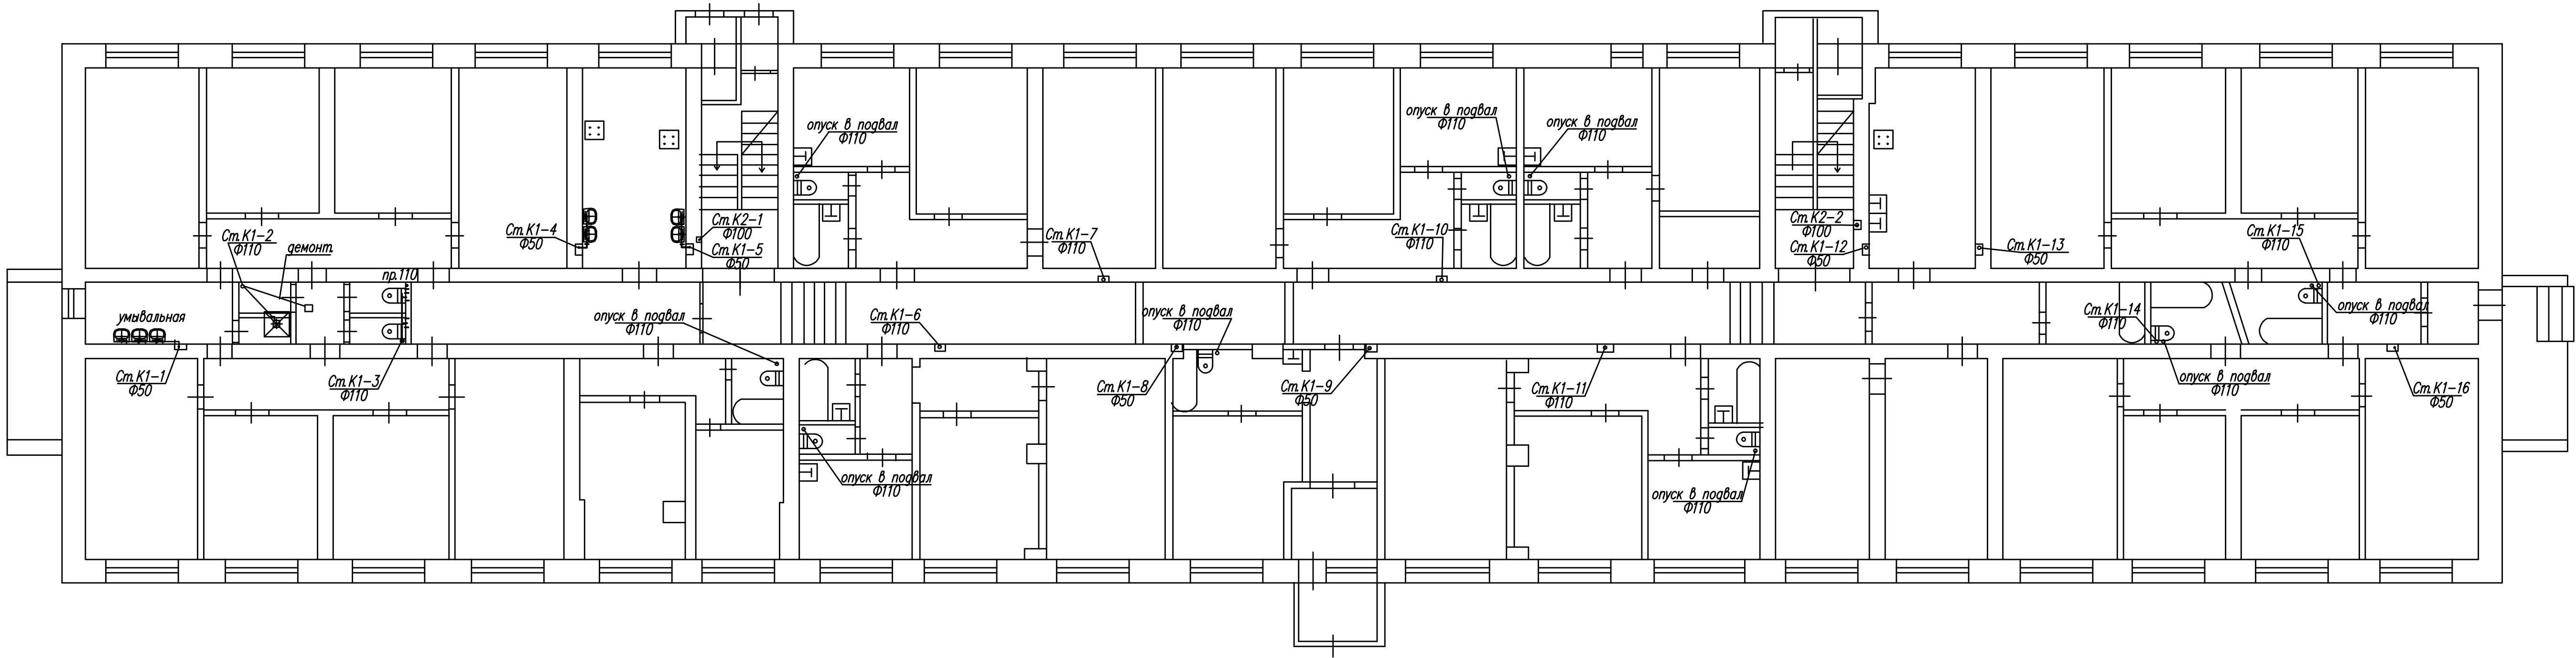 опуск в подвал
Ф110
опуск в подвал
Ф110
опуск в подвал
Ф110
Ст.К1-2
Ф110
демонт.
Ст.К1-4
Ф50
Ст.К2-1
Ф100
Ст.К1-5
Ф50
Ст.К1-7
Ф110
Ст.К1-10
Ф110
Ст.К2-2
Ф100
Ст.К1-12
Ф50
Ст.К1-13
Ф50
Ст.К1-15
Ф110
пр.110
умывальная
опуск в подвал
Ф110
Ст.К1-6
Ф110
опуск в подвал
Ф110
Ст.К1-14
Ф110
опуск в подвал
Ф110
Ст.К1-1
Ф50
Ст.К1-3
Ф110
Ст.К1-8
Ф50
Ст.К1-9
Ф50
Ст.К1-11
Ф110
опуск в подвал
Ф110
Ст.К1-16
Ф50
опуск в подвал
Ф110
опуск в подвал
Ф110